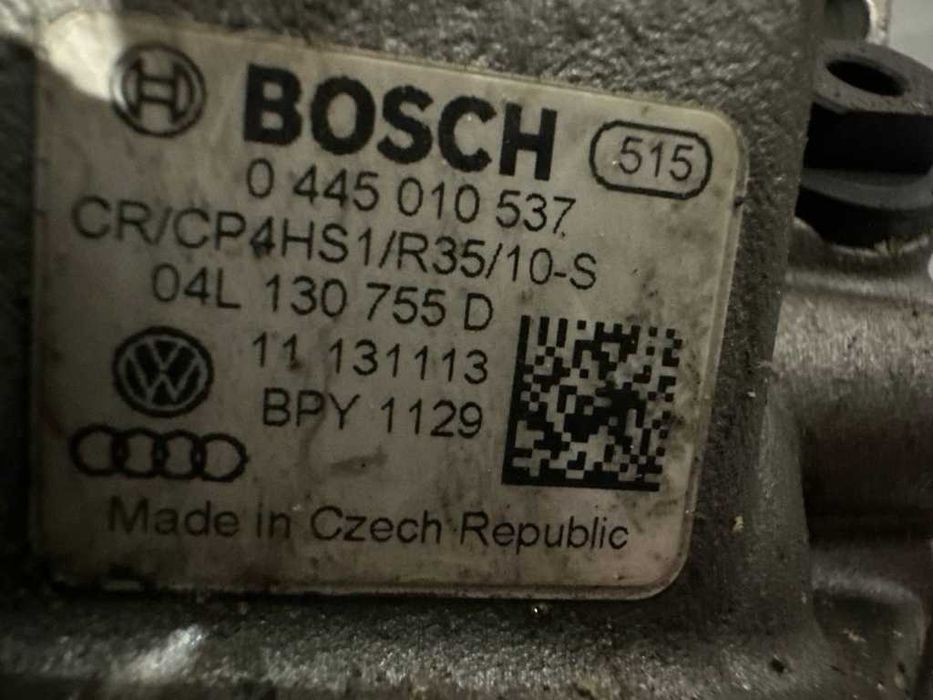 BOSCH 515
0 445 010 537
CR/CP4HS1/R35/10-S
04L 130 755 D
11 131113
BPY 1129
Made in Czech Republic